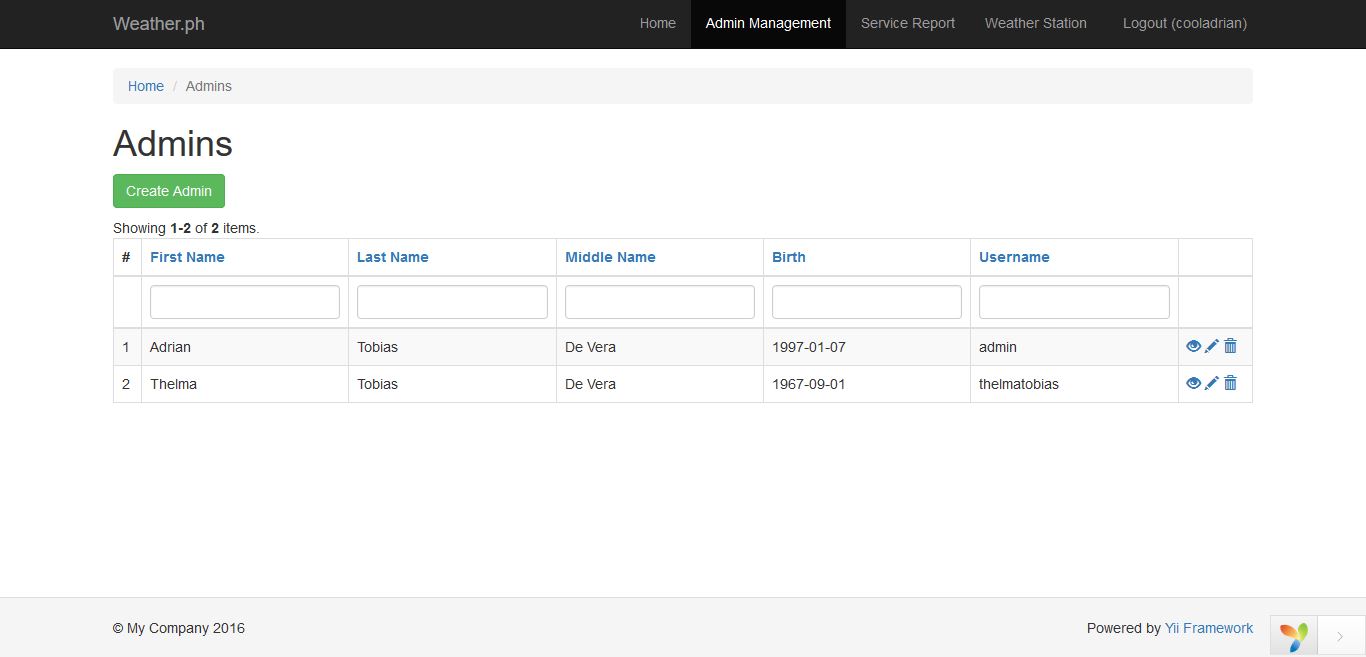 Weather.ph Home Admin Management Service Report Weather Station Logout (cooladrian)
Home / Admins
Admins
Create Admin
Showing 1-2 of 2 items.
# First Name Last Name Middle Name Birth Username
1 Adrian Tobias De Vera 1997-01-07 admin
2 Thelma Tobias De Vera 1967-09-01 thelmatobias
© My Company 2016 Powered by Yii Framework